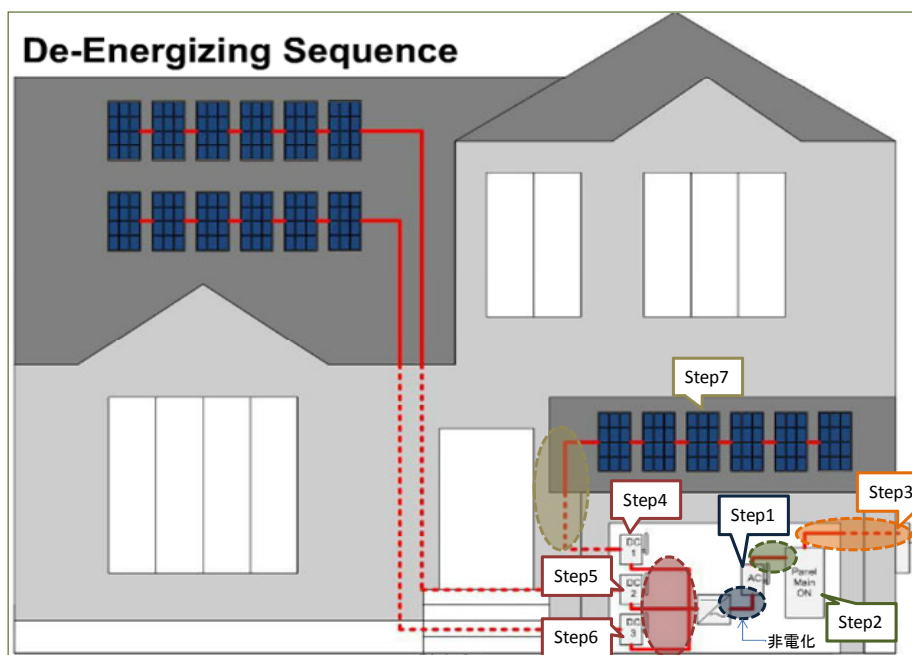 De-Energizing Sequence
Step7
Step3
Step4
Step1
DC
1
Step5
AC
Panel
Main
ON
DC
2
Step2
Step6
DC
3
非電化